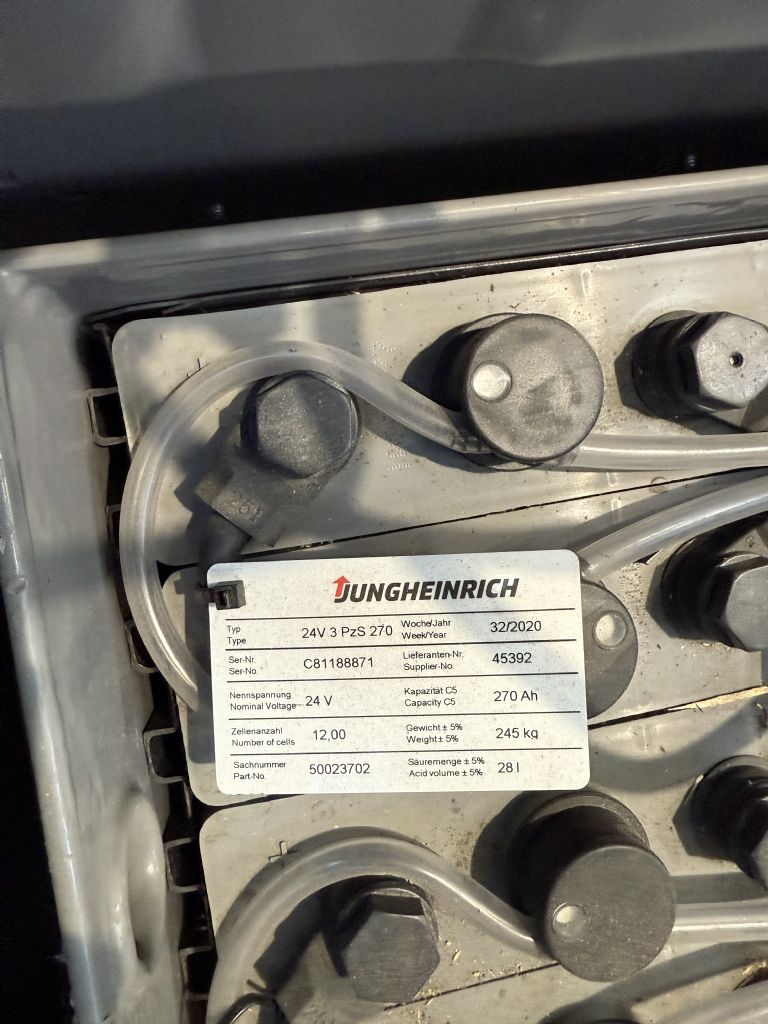 +
261
JUNGHEINRICH
Typ 24V 3 PzS 270 Woche/Jahr 32/2020
Type Week/Year
Ser-Nr. C81188871 Lieferanten-Nr. 45392
Ser-No. Supplier-No.
Nennspannung 24 V Kapazität C5 270 Ah
Nominal Voltage Capacity C5
Zellenanzahl 12,00 Gewicht ± 5% 245 kg
Number of cells Weight ± 5%
Sachnummer 50023702 Säuremenge ± 5% 28 l
Part-No. Acid volume ± 5%
+